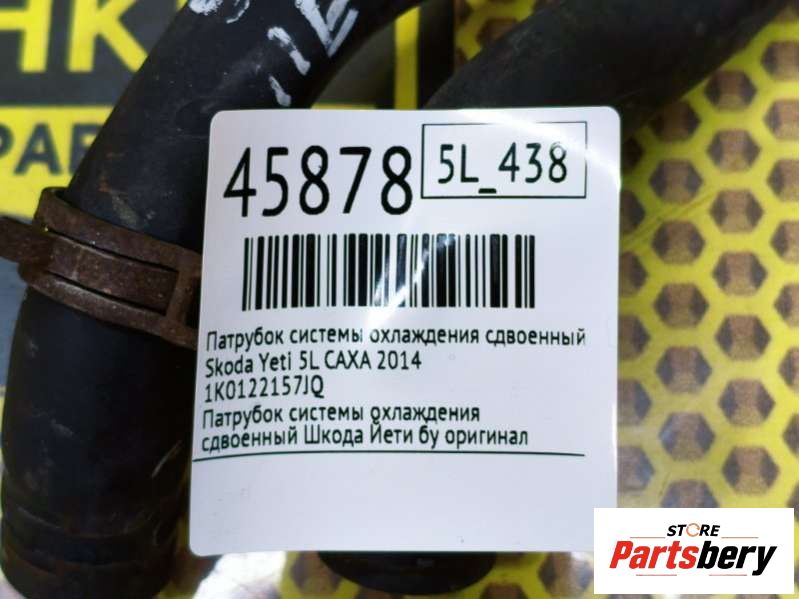 45878
5L_438
Патрубок системы охлаждения сдвоенный
Skoda Yeti 5L CAXA 2014
1K0122157JQ
Патрубок системы охлаждения
сдвоенный Шкода Йети бу оригинал
STORE
Partsbery